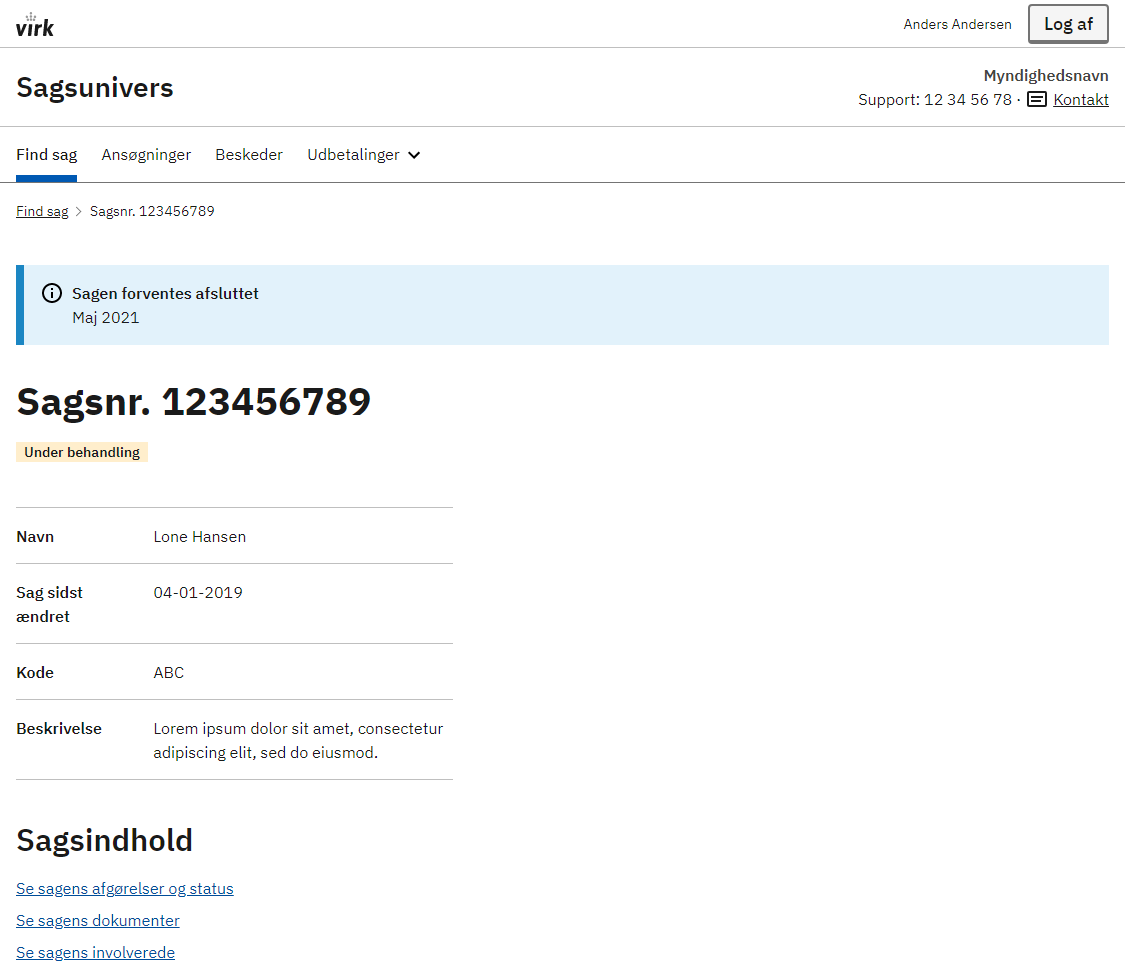 virk
Anders Andersen
Log af
Sagsunivers
Myndighedsnavn
Support: 12 34 56 78 · Kontakt
Find sag Ansøgninger Beskeder Udbetalinger
Find sag > Sagsnr. 123456789
Sagen forventes afsluttet
Maj 2021
Sagsnr. 123456789
Under behandling
Navn Lone Hansen
Sag sidst 04-01-2019
ændret
Kode ABC
Beskrivelse Lorem ipsum dolor sit amet, consectetur
adipiscing elit, sed do eiusmod.
Sagsindhold
Se sagens afgørelser og status
Se sagens dokumenter
Se sagens involverede